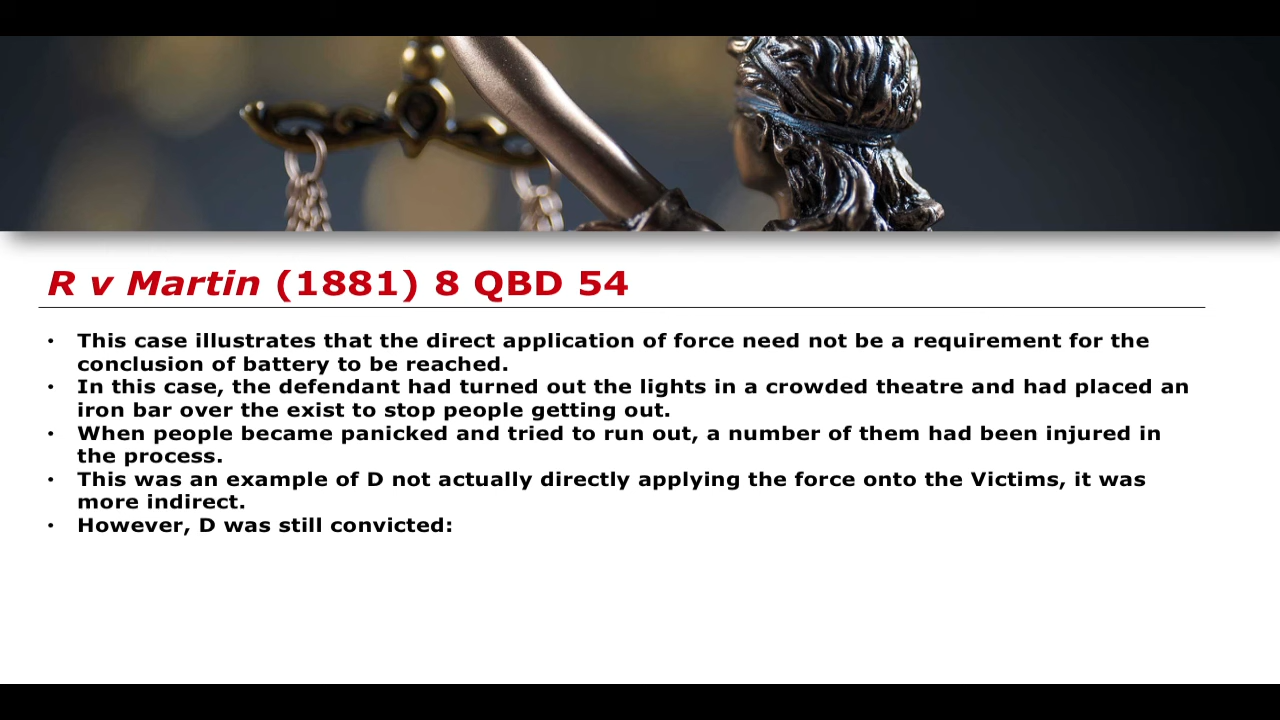 R v Martin (1881) 8 QBD 54
• This case illustrates that the direct application of force need not be a requirement for the
conclusion of battery to be reached.
• In this case, the defendant had turned out the lights in a crowded theatre and had placed an
iron bar over the exist to stop people getting out.
• When people became panicked and tried to run out, a number of them had been injured in
the process.
• This was an example of D not actually directly applying the force onto the Victims, it was
more indirect.
• However, D was still convicted: